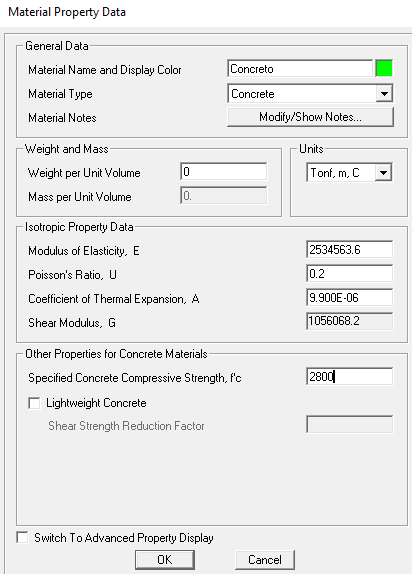 Material Property Data
General Data
Material Name and Display Color Concreto
Material Type Concrete
Material Notes Modify/Show Notes...
Weight and Mass Units
Weight per Unit Volume 0 Tonf, m, C
Mass per Unit Volume 0.
Isotropic Property Data
Modulus of Elasticity, E 2534563.6
Poisson's Ratio, U 0.2
Coefficient of Thermal Expansion, A 9.900E-06
Shear Modulus, G 1056068.2
Other Properties for Concrete Materials
Specified Concrete Compressive Strength, f'c 2800
Lightweight Concrete
Shear Strength Reduction Factor
Switch To Advanced Property Display
OK Cancel